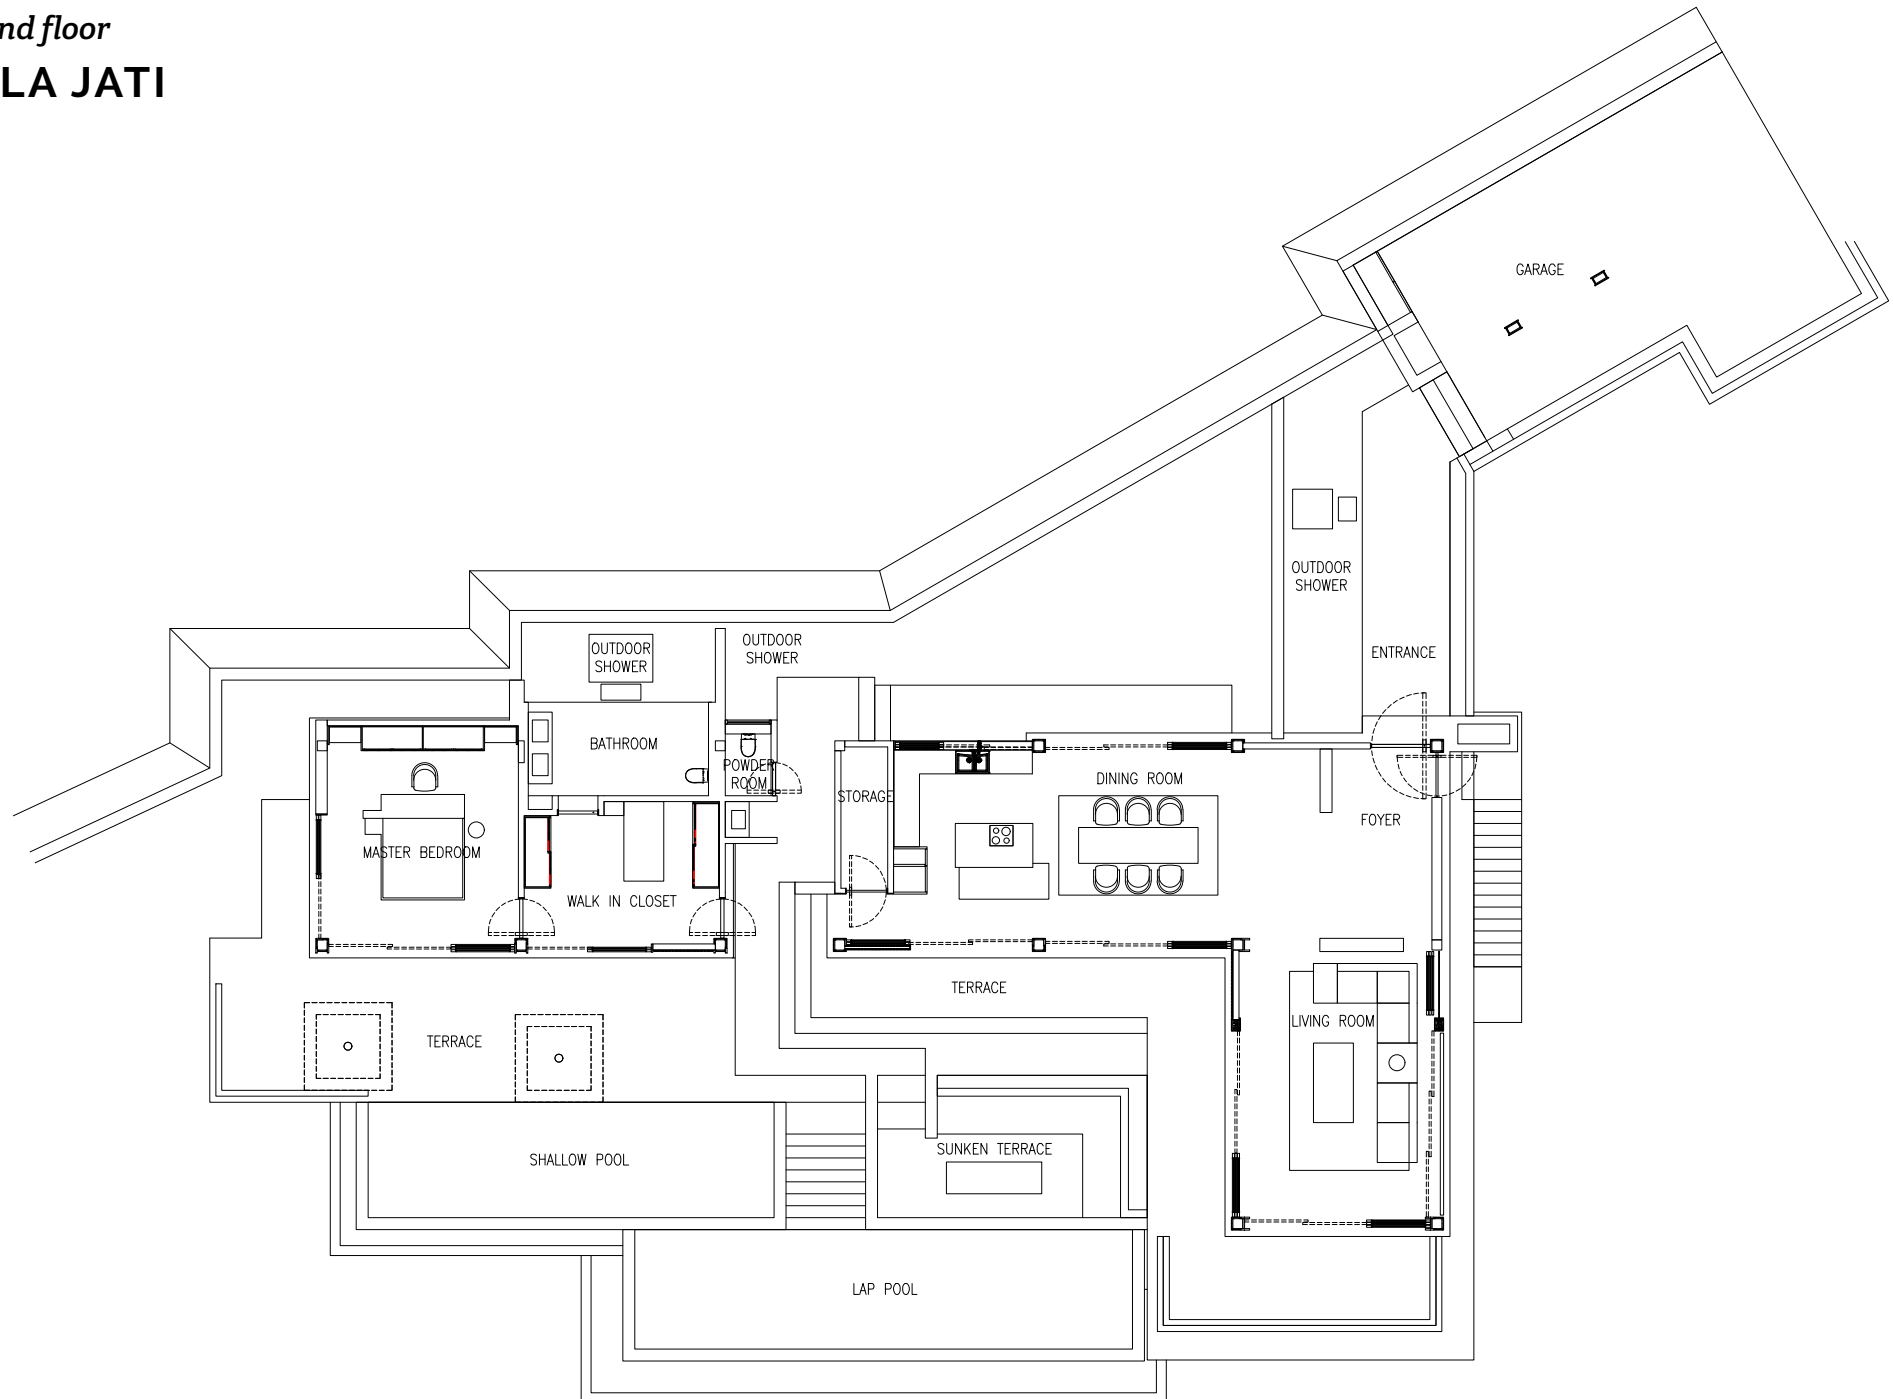 nd floor
LA JATI
GARAGE
OUTDOOR
SHOWER
ENTRANCE
OUTDOOR
SHOWER
OUTDOOR
SHOWER
BATHROOM
POWDER
ROOM
STORAGE
DINING ROOM
FOYER
MASTER BEDROOM
WALK IN CLOSET
TERRACE
LIVING ROOM
TERRACE
SUNKEN TERRACE
SHALLOW POOL
LAP POOL